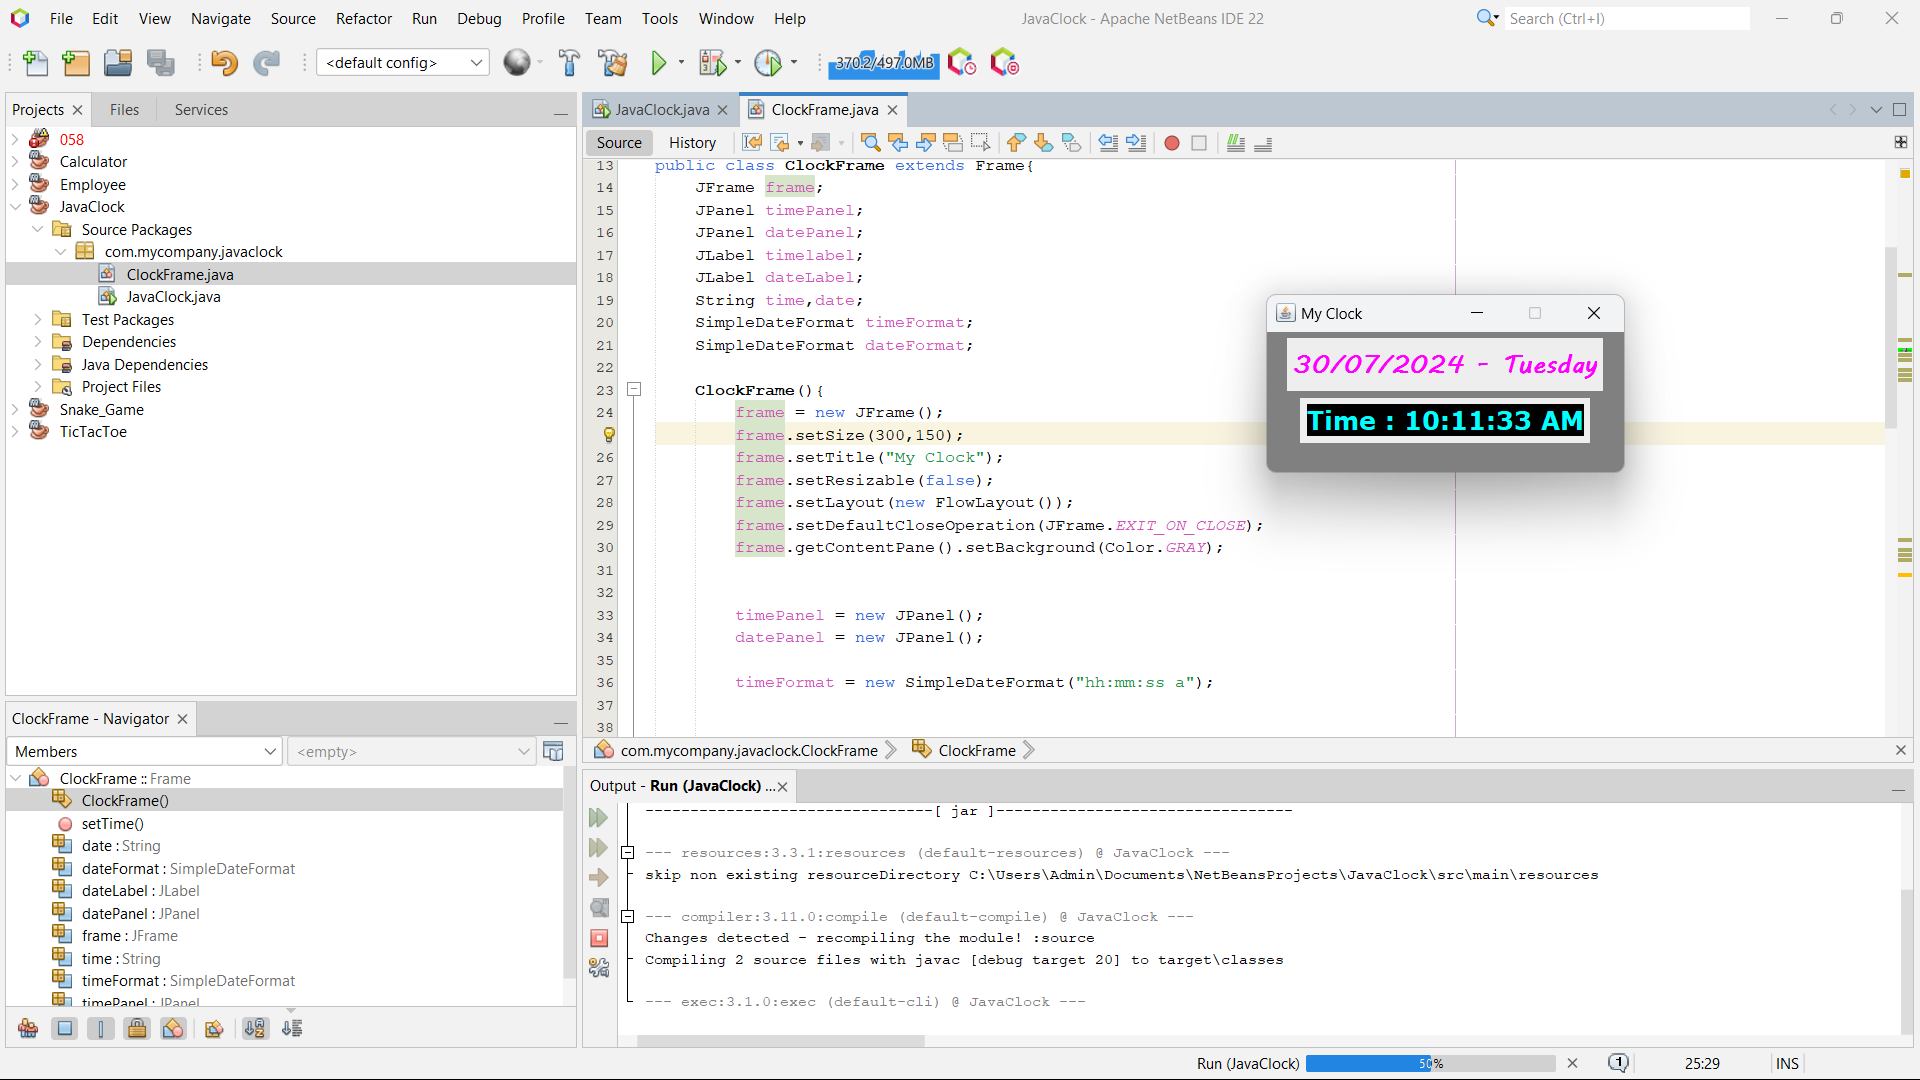 File Edit View Navigate Source Refactor Run Debug Profile Team Tools Window Help
JavaClock - Apache NetBeans IDE 22
Search (Ctrl+I)
<default config>
370.2/497.0MB
Projects Files Services
058
Calculator
Employee
JavaClock
Source Packages
com.mycompany.javaclock
ClockFrame.java
JavaClock.java
Test Packages
Dependencies
Java Dependencies
Project Files
Snake_Game
TicTacToe
ClockFrame - Navigator
Members <empty>
ClockFrame :: Frame
ClockFrame()
setTime()
date : String
dateFormat : SimpleDateFormat
dateLabel : JLabel
datePanel : JPanel
frame : JFrame
time : String
timeFormat : SimpleDateFormat
timePanel : JPanel
JavaClock.java ClockFrame.java
Source History
13 public class ClockFrame extends Frame{
14 JFrame frame;
15 JPanel timePanel;
16 JPanel datePanel;
17 JLabel timelabel;
18 JLabel dateLabel;
19 String time,date;
20 SimpleDateFormat timeFormat;
21 SimpleDateFormat dateFormat;
22
23 ClockFrame(){
24 frame = new JFrame();
frame.setSize(300,150);
26 frame.setTitle("My Clock");
27 frame.setResizable(false);
28 frame.setLayout(new FlowLayout());
29 frame.setDefaultCloseOperation(JFrame.EXIT_ON_CLOSE);
30 frame.getContentPane().setBackground(Color.GRAY);
31
32
33 timePanel = new JPanel();
34 datePanel = new JPanel();
35
36 timeFormat = new SimpleDateFormat("hh:mm:ss a");
37
38
My Clock
30/07/2024 - Tuesday
Time : 10:11:33 AM
com.mycompany.javaclock.ClockFrame ClockFrame
Output - Run (JavaClock) ...
--------------------------------[ jar ]---------------------------------
--- resources:3.3.1:resources (default-resources) @ JavaClock ---
skip non existing resourceDirectory C:\Users\Admin\Documents\NetBeansProjects\JavaClock\src\main\resources
--- compiler:3.11.0:compile (default-compile) @ JavaClock ---
Changes detected - recompiling the module! :source
Compiling 2 source files with javac [debug target 20] to target\classes
--- exec:3.1.0:exec (default-cli) @ JavaClock ---
Run (JavaClock) 50% 1 25:29 INS